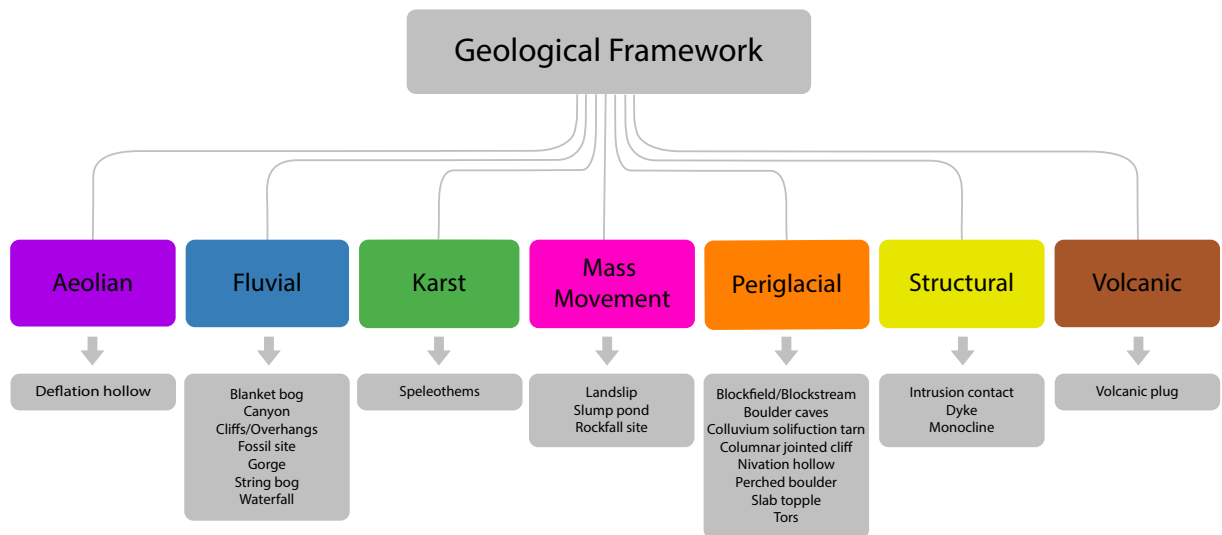 Geological Framework
Aeolian
Fluvial
Karst
Mass
Movement
Periglacial
Structural
Volcanic
Deflation hollow
Blanket bog
Canyon
Cliffs/Overhangs
Fossil site
Gorge
String bog
Waterfall
Speleothems
Landslip
Slump pond
Rockfall site
Blockfield/Blockstream
Boulder caves
Colluvium solifuction tarn
Columnar jointed cliff
Nivation hollow
Perched boulder
Slab topple
Tors
Intrusion contact
Dyke
Monocline
Volcanic plug